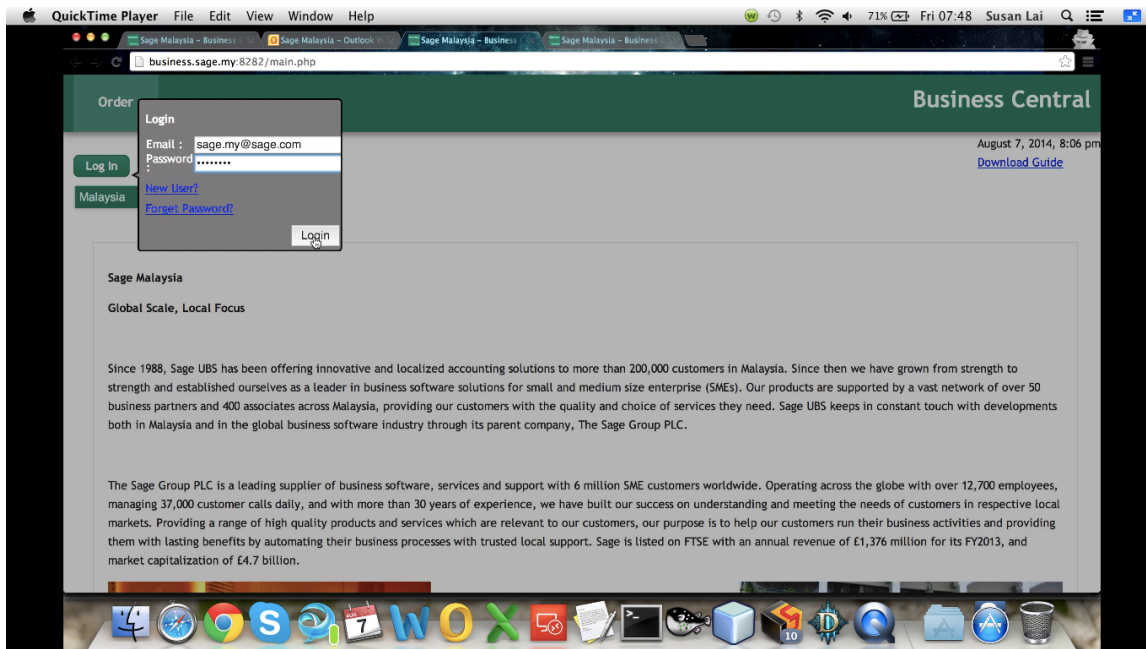 QuickTime Player File Edit View Window Help 71% Fri 07:48 Susan Lai
Sage Malaysia – Business Sage Malaysia – Outlook Sage Malaysia – Business Sage Malaysia – Business
business.sage.my:8282/main.php
Order Business Central
Login
Email : sage.my@sage.com
Password ••••••••
:
New User?
Forget Password?
Login
Log In
Malaysia
August 7, 2014, 8:06 pm
Download Guide
Sage Malaysia
Global Scale, Local Focus
Since 1988, Sage UBS has been offering innovative and localized accounting solutions to more than 200,000 customers in Malaysia. Since then we have grown from strength to
strength and established ourselves as a leader in business software solutions for small and medium size enterprise (SMEs). Our products are supported by a vast network of over 50
business partners and 400 associates across Malaysia, providing our customers with the quality and choice of services they need. Sage UBS keeps in constant touch with developments
both in Malaysia and in the global business software industry through its parent company, The Sage Group PLC.
The Sage Group PLC is a leading supplier of business software, services and support with 6 million SME customers worldwide. Operating across the globe with over 12,700 employees,
managing 37,000 customer calls daily, and with more than 30 years of experience, we have built our success on understanding and meeting the needs of customers in respective local
markets. Providing a range of high quality products and services which are relevant to our customers, our purpose is to help our customers run their business activities and providing
them with lasting benefits by automating their business processes with trusted local support. Sage is listed on FTSE with an annual revenue of £1,376 million for its FY2013, and
market capitalization of £4.7 billion.
AUG
7
10